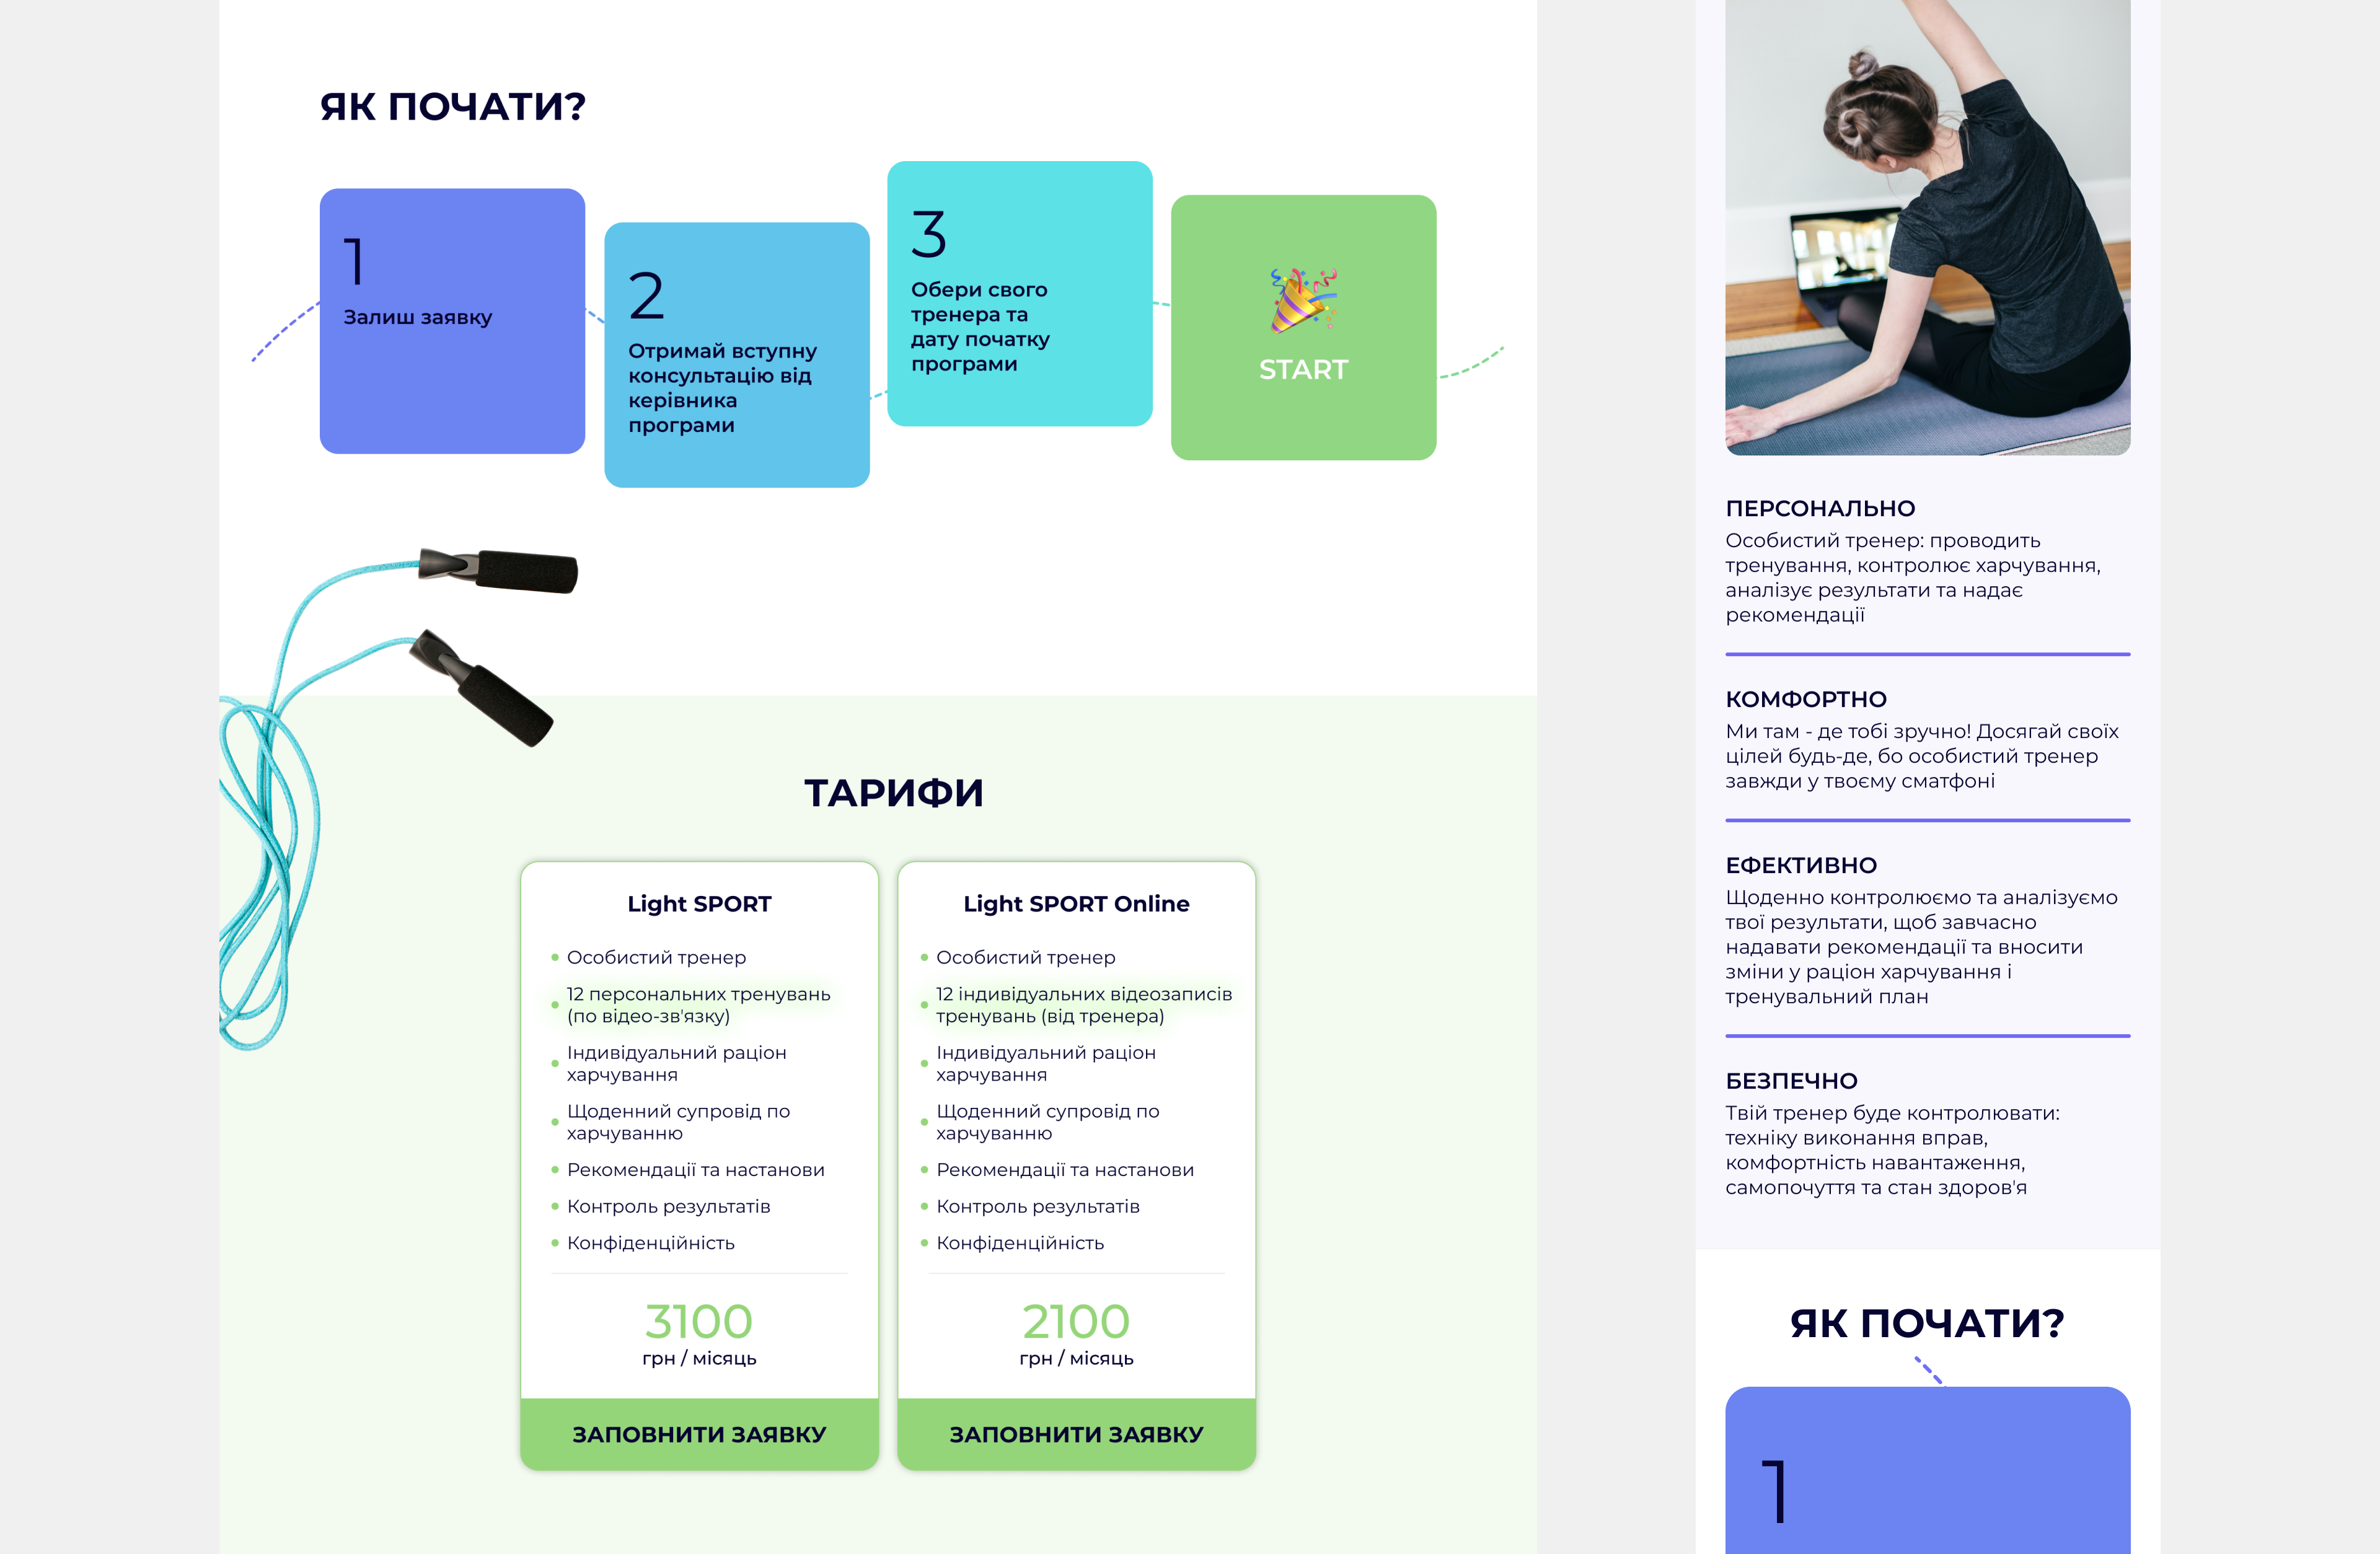 ЯК ПОЧАТИ?
1
Залиш заявку
2
Отримай вступну
консультацію від
керівника
програми
3
Обери свого
тренера та
дату початку
програми
START
ТАРИФИ
Light SPORT
Особистий тренер
12 персональних тренувань
(по відео-зв'язку)
Індивідуальний раціон
харчування
Щоденний супровід по
харчуванню
Рекомендації та настанови
Контроль результатів
Конфіденційність
3100
грн / місяць
ЗАПОВНИТИ ЗАЯВКУ
Light SPORT Online
Особистий тренер
12 індивідуальних відеозаписів
тренувань (від тренера)
Індивідуальний раціон
харчування
Щоденний супровід по
харчуванню
Рекомендації та настанови
Контроль результатів
Конфіденційність
2100
грн / місяць
ЗАПОВНИТИ ЗАЯВКУ
ПЕРСОНАЛЬНО
Особистий тренер: проводить
тренування, контролює харчування,
аналізує результати та надає
рекомендації
КОМФОРТНО
Ми там - де тобі зручно! Досягай своїх
цілей будь-де, бо особистий тренер
завжди у твоєму сматфоні
ЕФЕКТИВНО
Щоденно контролюємо та аналізуємо
твої результати, щоб завчасно
надавати рекомендації та вносити
зміни у раціон харчування і
тренувальний план
БЕЗПЕЧНО
Твій тренер буде контролювати:
техніку виконання вправ,
комфортність навантаження,
самопочуття та стан здоров'я
ЯК ПОЧАТИ?
1